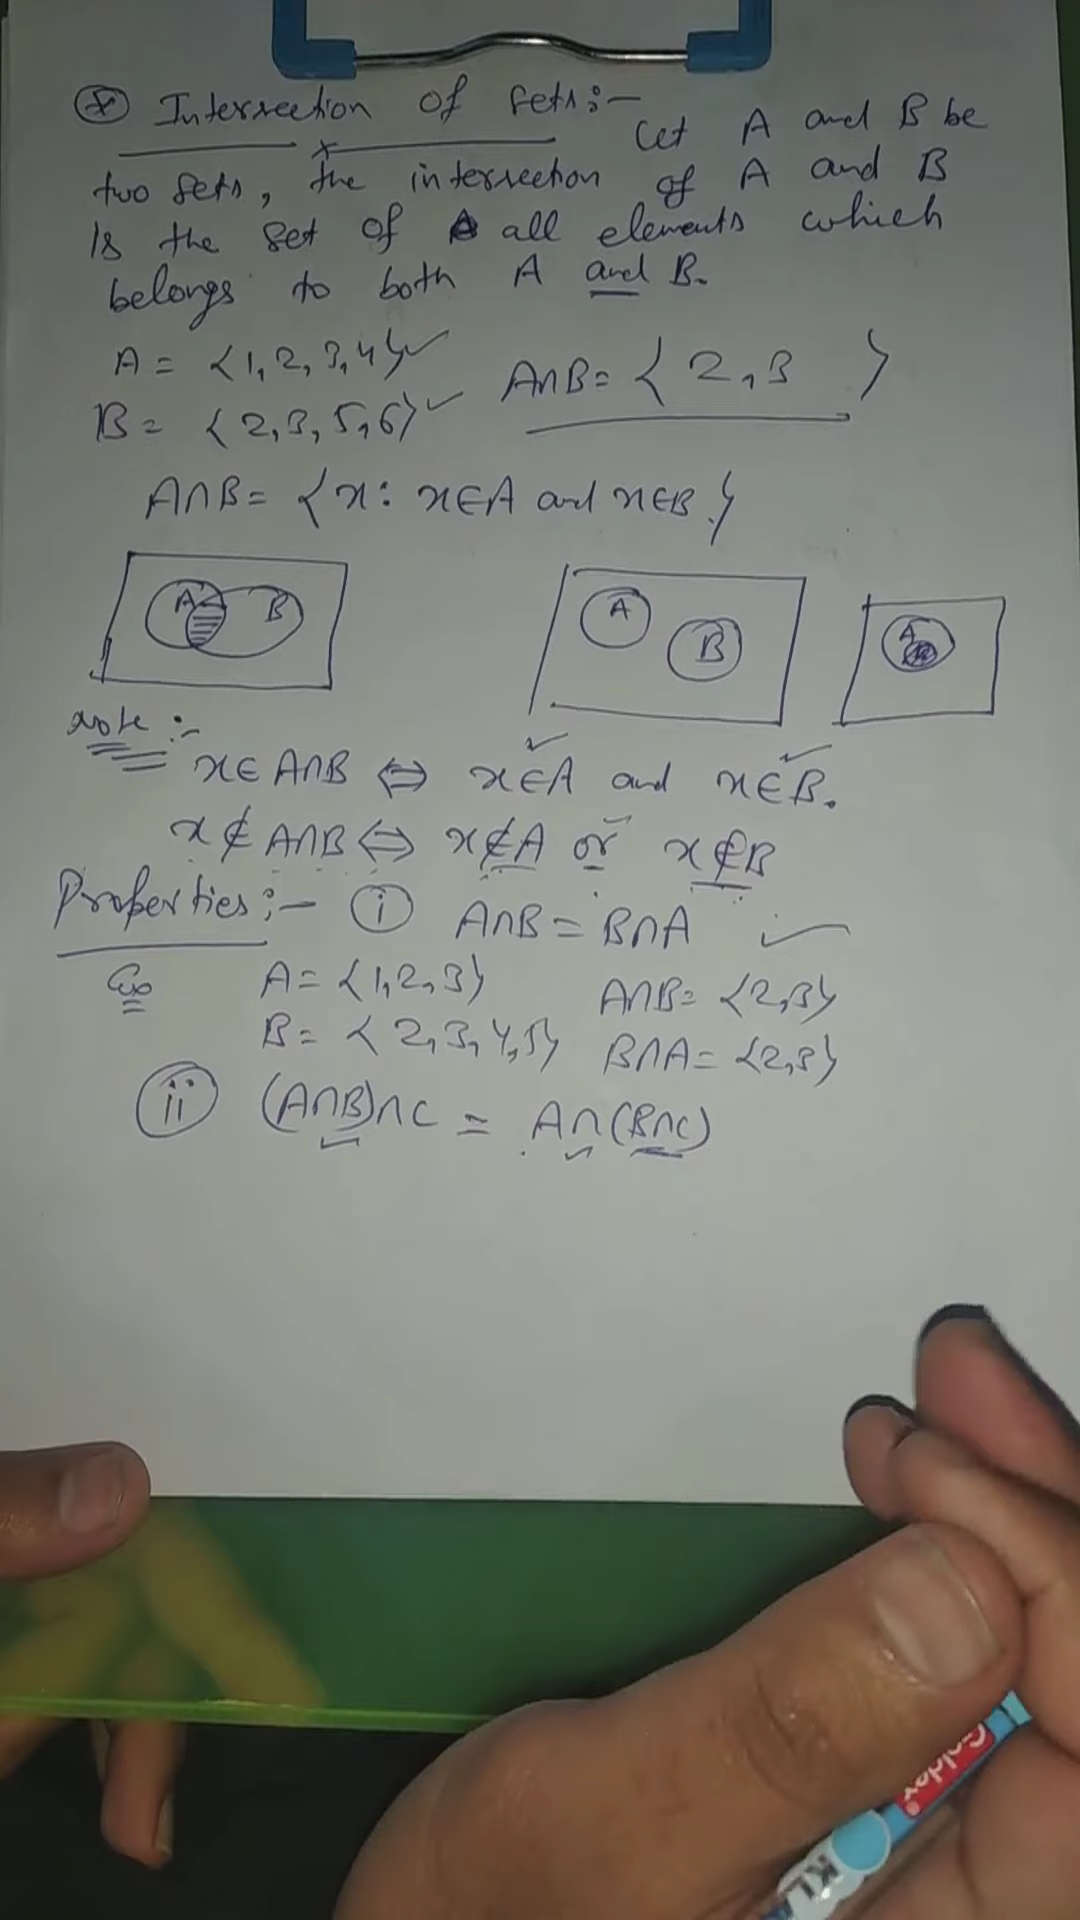 * Intersection of sets :-
Let A and B be
two sets, the intersection of A and B
is the set of all elements which
belongs to both A and B.
A = {1,2,3,4} ✓
B = {2,3,5,6} ✓
A∩B = {2,3 }
A∩B = {x: x∈A and x∈B.}
A B
A B
A B
Note :-
x∈A∩B ⇔ x∈A and x∈B.
x∉A∩B ⇔ x∉A or x∉B
Properties :- (i) A∩B = B∩A ✓
A = {1,2,3} A∩B = {2,3}
B = {2,3,4,5} B∩A = {2,3}
(ii) (A∩B)∩C = A∩(B∩C)
Goldex
KL